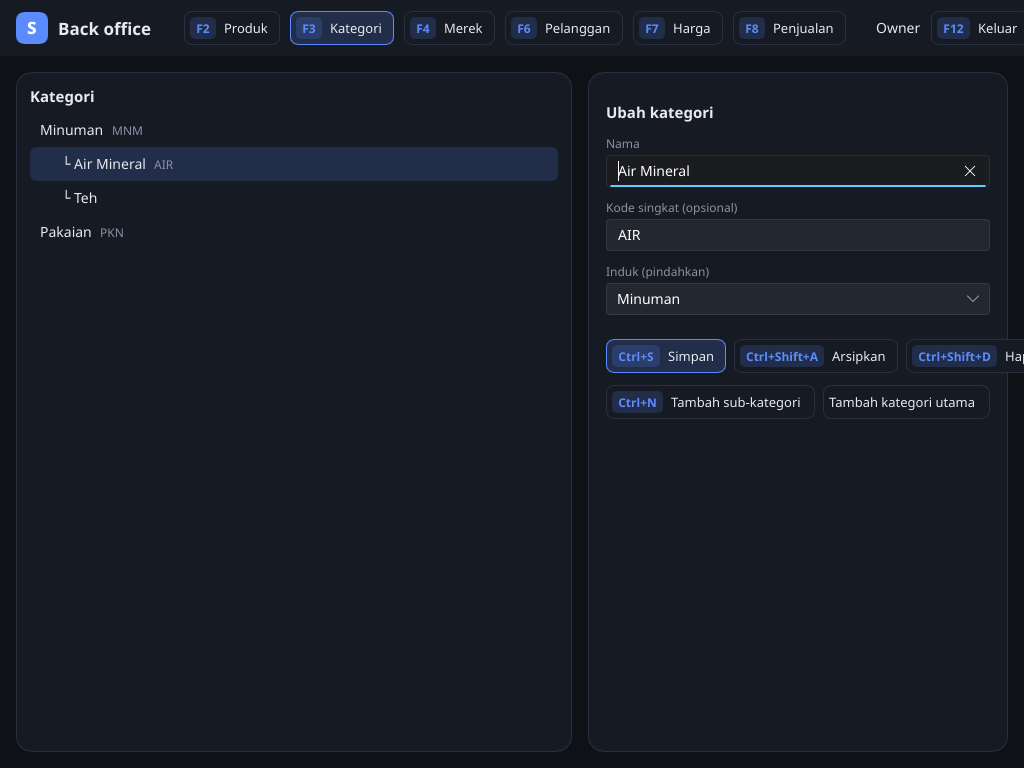 S Back office F2 Produk F3 Kategori F4 Merek F6 Pelanggan F7 Harga F8 Penjualan Owner F12 Keluar
Kategori
Minuman MNM
└ Air Mineral AIR
└ Teh
Pakaian PKN
Ubah kategori
Nama
Air Mineral
Kode singkat (opsional)
AIR
Induk (pindahkan)
Minuman
Ctrl+S Simpan Ctrl+Shift+A Arsipkan Ctrl+Shift+D
Ctrl+N Tambah sub-kategori Tambah kategori utama